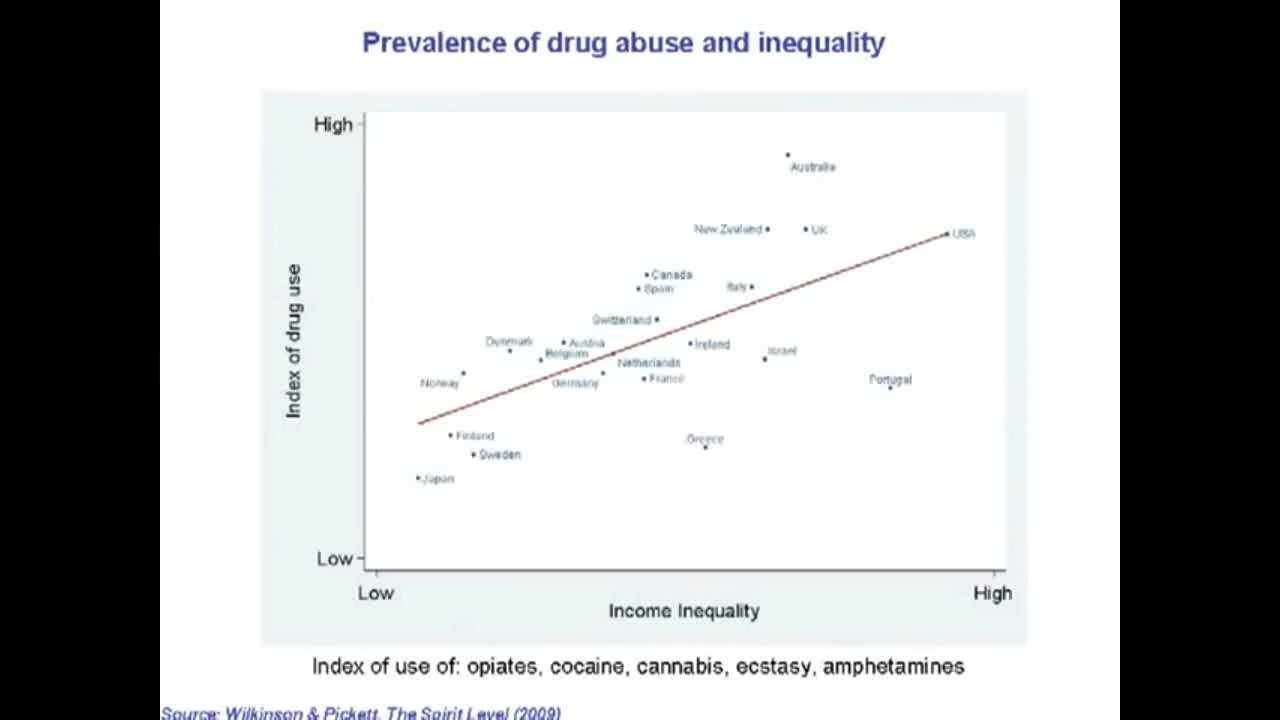 Prevalence of drug abuse and inequality
High
Australia
New Zealand
UK
USA
Canada
Spain
Italy
Switzerland
Denmark
Austria
Belgium
Ireland
Israel
Netherlands
Norway
Germany
France
Portugal
Finland
Greece
Sweden
Japan
Index of drug use
Low
Low
High
Income Inequality
Index of use of: opiates, cocaine, cannabis, ecstasy, amphetamines
Source: Wilkinson & Pickett, The Spirit Level (2009)